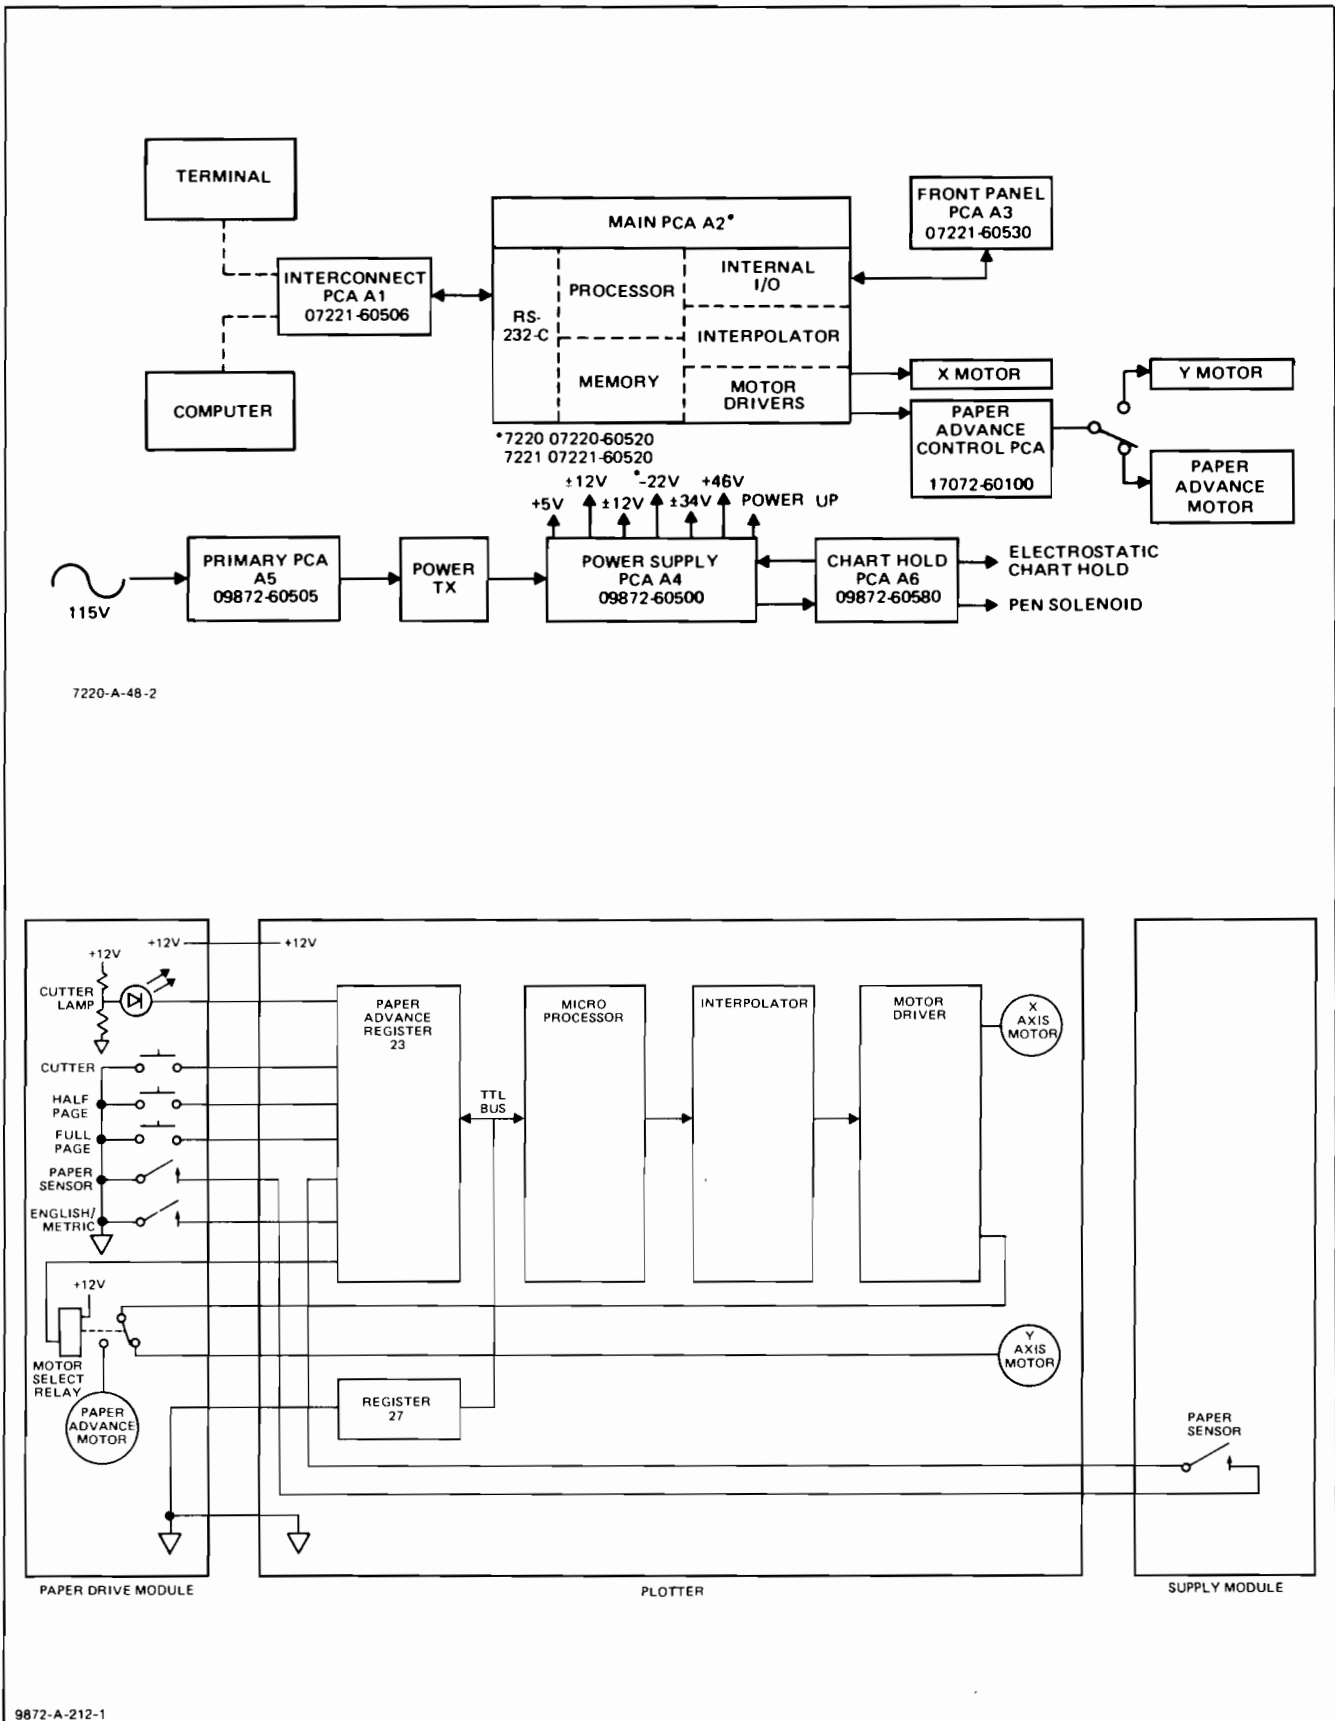 TERMINAL
INTERCONNECT
PCA A1
07221-60506
COMPUTER
MAIN PCA A2*
RS-
232-C
PROCESSOR
MEMORY
INTERNAL
I/O
INTERPOLATOR
MOTOR
DRIVERS
*7220 07220-60520
7221 07221-60520
FRONT PANEL
PCA A3
07221-60530
X MOTOR
PAPER
ADVANCE
CONTROL PCA
17072-60100
Y MOTOR
PAPER
ADVANCE
MOTOR
+5V
±12V
±12V
*-22V
±34V
+46V
POWER UP
115V
PRIMARY PCA
A5
09872-60505
POWER
TX
POWER SUPPLY
PCA A4
09872-60500
CHART HOLD
PCA A6
09872-60580
ELECTROSTATIC
CHART HOLD
PEN SOLENOID
7220-A-48-2
+12V
+12V
+12V
CUTTER
LAMP
CUTTER
HALF
PAGE
FULL
PAGE
PAPER
SENSOR
ENGLISH/
METRIC
+12V
MOTOR
SELECT
RELAY
PAPER
ADVANCE
MOTOR
PAPER
ADVANCE
REGISTER
23
TTL
BUS
MICRO
PROCESSOR
INTERPOLATOR
MOTOR
DRIVER
X
AXIS
MOTOR
Y
AXIS
MOTOR
REGISTER
27
PAPER
SENSOR
PAPER DRIVE MODULE
PLOTTER
SUPPLY MODULE
9872-A-212-1